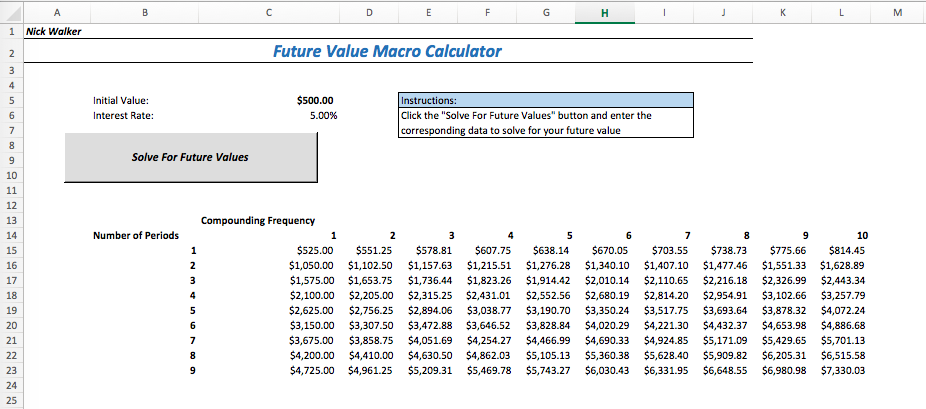 A B C D E F G H I J K L M
1 Nick Walker
2 Future Value Macro Calculator
3
4
5 Initial Value: $500.00 Instructions:
6 Interest Rate: 5.00% Click the "Solve For Future Values" button and enter the
7 corresponding data to solve for your future value
8
9 Solve For Future Values
10
11
12
13 Compounding Frequency
14 Number of Periods 1 2 3 4 5 6 7 8 9 10
15 1 $525.00 $551.25 $578.81 $607.75 $638.14 $670.05 $703.55 $738.73 $775.66 $814.45
16 2 $1,050.00 $1,102.50 $1,157.63 $1,215.51 $1,276.28 $1,340.10 $1,407.10 $1,477.46 $1,551.33 $1,628.89
17 3 $1,575.00 $1,653.75 $1,736.44 $1,823.26 $1,914.42 $2,010.14 $2,110.65 $2,216.18 $2,326.99 $2,443.34
18 4 $2,100.00 $2,205.00 $2,315.25 $2,431.01 $2,552.56 $2,680.19 $2,814.20 $2,954.91 $3,102.66 $3,257.79
19 5 $2,625.00 $2,756.25 $2,894.06 $3,038.77 $3,190.70 $3,350.24 $3,517.75 $3,693.64 $3,878.32 $4,072.24
20 6 $3,150.00 $3,307.50 $3,472.88 $3,646.52 $3,828.84 $4,020.29 $4,221.30 $4,432.37 $4,653.98 $4,886.68
21 7 $3,675.00 $3,858.75 $4,051.69 $4,254.27 $4,466.99 $4,690.33 $4,924.85 $5,171.09 $5,429.65 $5,701.13
22 8 $4,200.00 $4,410.00 $4,630.50 $4,862.03 $5,105.13 $5,360.38 $5,628.40 $5,909.82 $6,205.31 $6,515.58
23 9 $4,725.00 $4,961.25 $5,209.31 $5,469.78 $5,743.27 $6,030.43 $6,331.95 $6,648.55 $6,980.98 $7,330.03
24
25